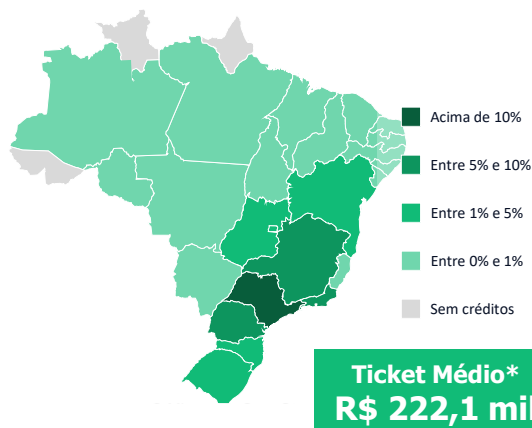 Acima de 10%
Entre 5% e 10%
Entre 1% e 5%
Entre 0% e 1%
Sem créditos
Ticket Médio*
R$ 222,1 mil